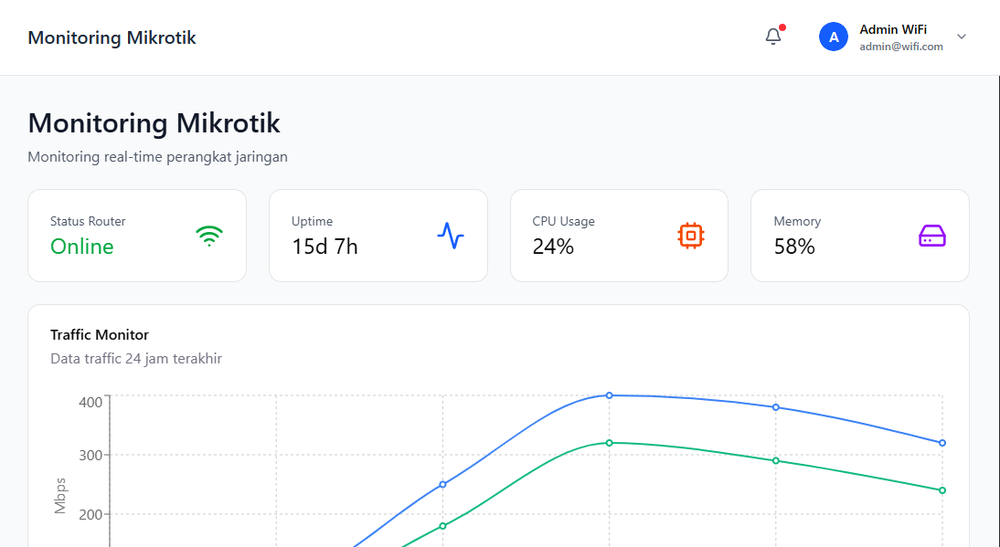 Monitoring Mikrotik
A
Admin WiFi
admin@wifi.com
Monitoring Mikrotik
Monitoring real-time perangkat jaringan
Status Router
Online
Uptime
15d 7h
CPU Usage
24%
Memory
58%
Traffic Monitor
Data traffic 24 jam terakhir
400
300
200
Mbps